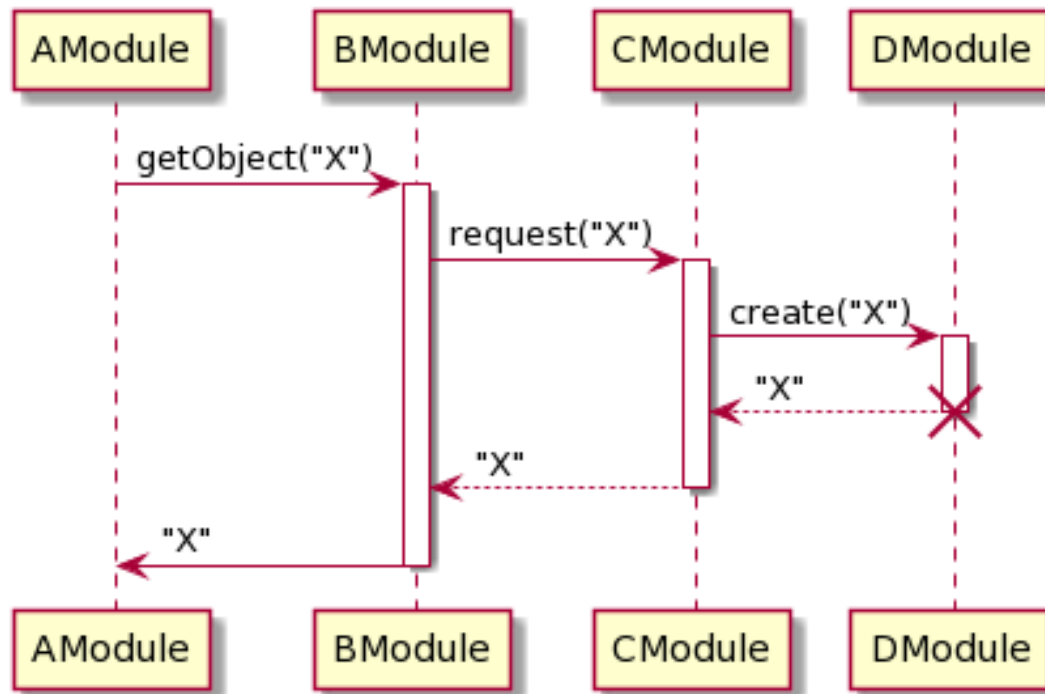 AModule BModule CModule DModule
getObject("X")
request("X")
create("X")
"X"
"X"
"X"
AModule BModule CModule DModule